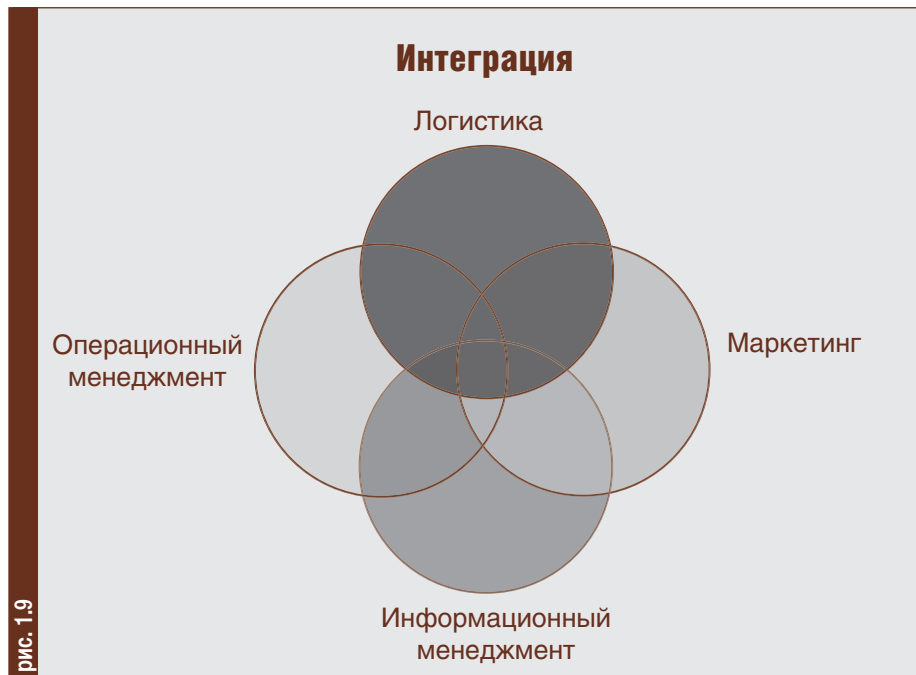 Интеграция
Логистика
Операционный
менеджмент
Маркетинг
Информационный
менеджмент
рис. 1.9